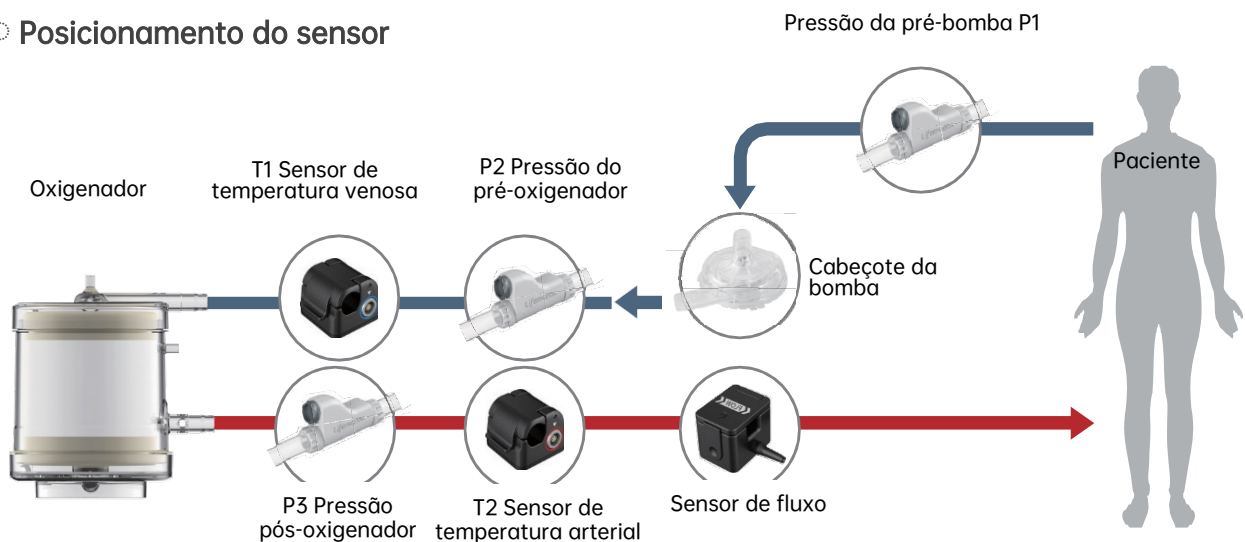 Posicionamento do sensor
Pressão da pré-bomba P1
Paciente
T1 Sensor de
temperatura venosa
P2 Pressão do
pré-oxigenador
Oxigenador
Cabeçote da
bomba
P3 Pressão
pós-oxigenador
T2 Sensor de
temperatura arterial
Sensor de fluxo